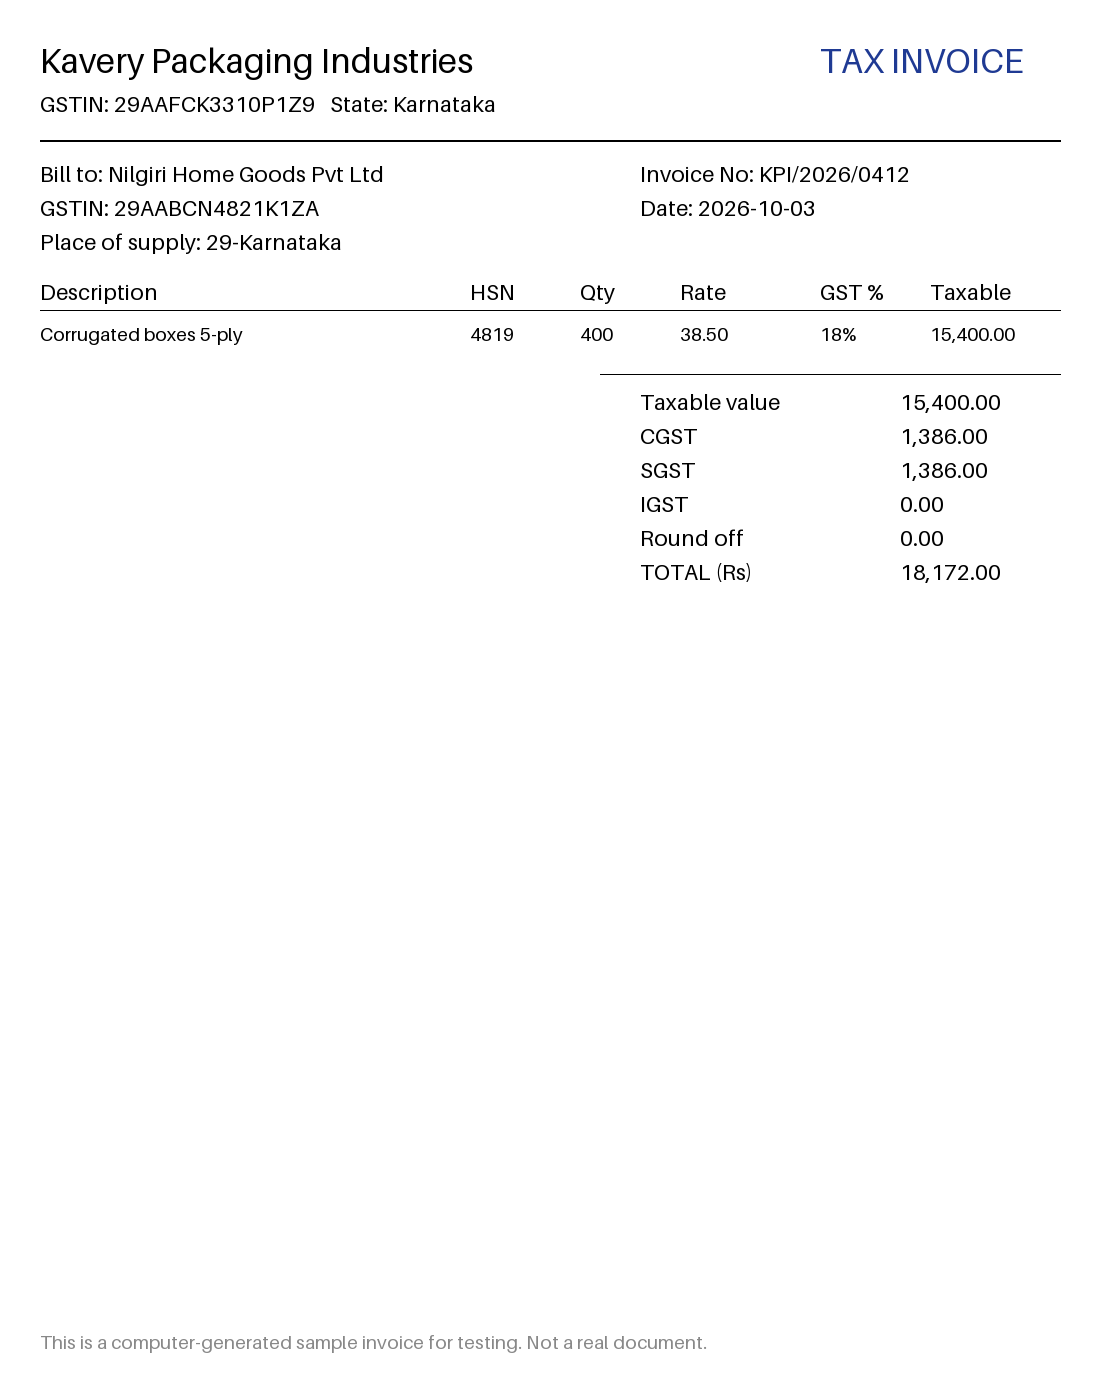 Kavery Packaging Industries TAX INVOICE
GSTIN: 29AAFCK3310P1Z9 State: Karnataka
Bill to: Nilgiri Home Goods Pvt Ltd Invoice No: KPI/2026/0412
GSTIN: 29AABCN4821K1ZA Date: 2026-10-03
Place of supply: 29-Karnataka
Description HSN Qty Rate GST % Taxable
Corrugated boxes 5-ply 4819 400 38.50 18% 15,400.00
Taxable value 15,400.00
CGST 1,386.00
SGST 1,386.00
IGST 0.00
Round off 0.00
TOTAL (Rs) 18,172.00
This is a computer-generated sample invoice for testing. Not a real document.